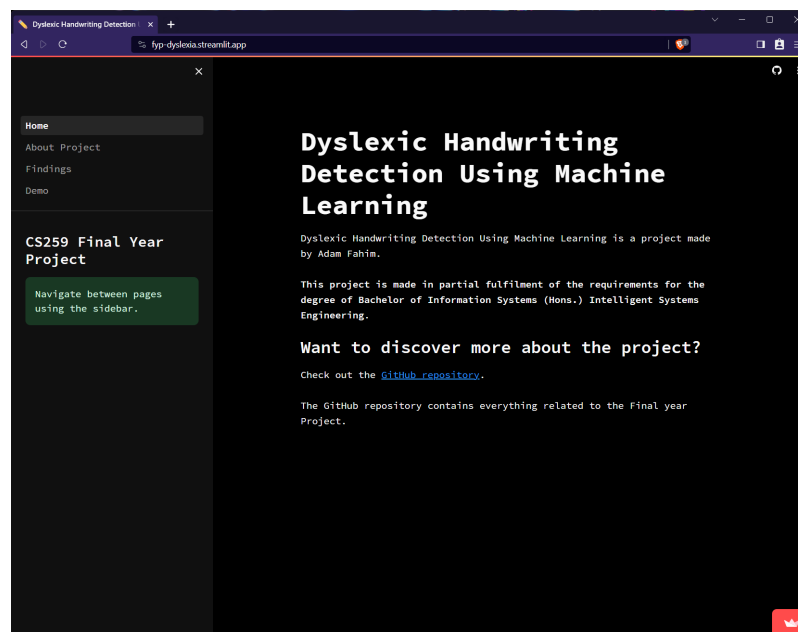 Dyslexic Handwriting Detection
fyp-dyslexia.streamlit.app
Home
About Project
Findings
Demo
CS259 Final Year
Project
Navigate between pages
using the sidebar.
Dyslexic Handwriting
Detection Using Machine
Learning
Dyslexic Handwriting Detection Using Machine Learning is a project made
by Adam Fahim.
This project is made in partial fulfilment of the requirements for the
degree of Bachelor of Information Systems (Hons.) Intelligent Systems
Engineering.
Want to discover more about the project?
Check out the GitHub repository.
The GitHub repository contains everything related to the Final year
Project.